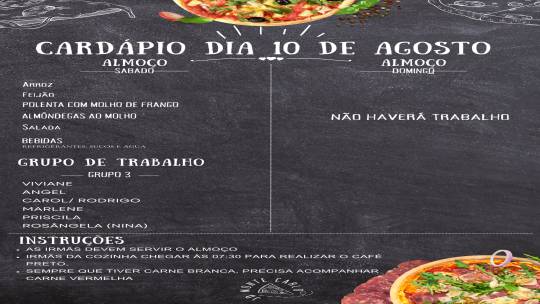 CARDÁPIO DIA 10 DE AGOSTO
ALMOÇO
SABADO
ARROZ
FEIJÃO
POLENTA COM MOLHO DE FRANGO
ALMÔNDEGAS AO MOLHO
SALADA
BEBIDAS
REFRIGERANTES, SUCOS E AGUA
GRUPO DE TRABALHO
GRUPO 3
VIVIANE
ANGEL
CAROL/ RODRIGO
MARLENE
PRISCILA
ROSÂNGELA (NINA)
ALMOÇO
DOMINGO
NÃO HAVERÁ TRABALHO
INSTRUÇÕES
AS IRMÃS DEVEM SERVIR O ALMOÇO
IRMÃS DA COZINHA CHEGAR ÀS 07:30 PARA REALIZAR O CAFÉ
PRETO.
SEMPRE QUE TIVER CARNE BRANCA, PRECISA ACOMPANHAR
CARNE VERMELHA